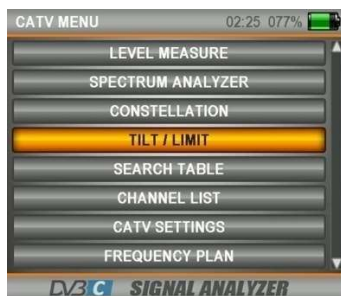 CATV MENU 02:25 077%
LEVEL MEASURE
SPECTRUM ANALYZER
CONSTELLATION
TILT / LIMIT
SEARCH TABLE
CHANNEL LIST
CATV SETTINGS
FREQUENCY PLAN
DVB C SIGNAL ANALYZER